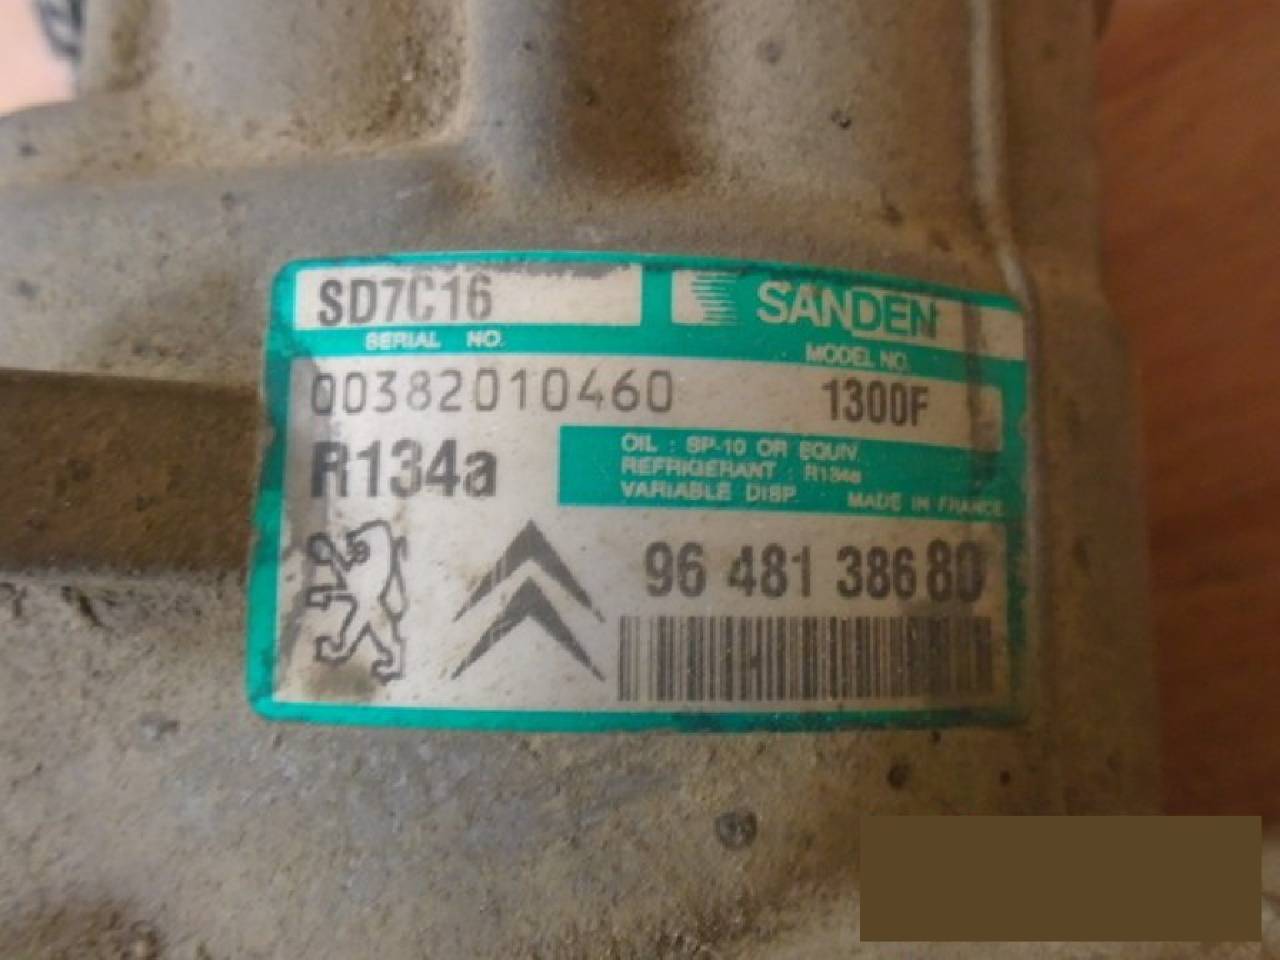 SD7C16 SANDEN
SERIAL NO. MODEL NO.
00382010460 1300F
R134a
OIL : SP-10 OR EQUIV.
REFRIGERANT : R134a
VARIABLE DISP. MADE IN FRANCE
96 481 386 80